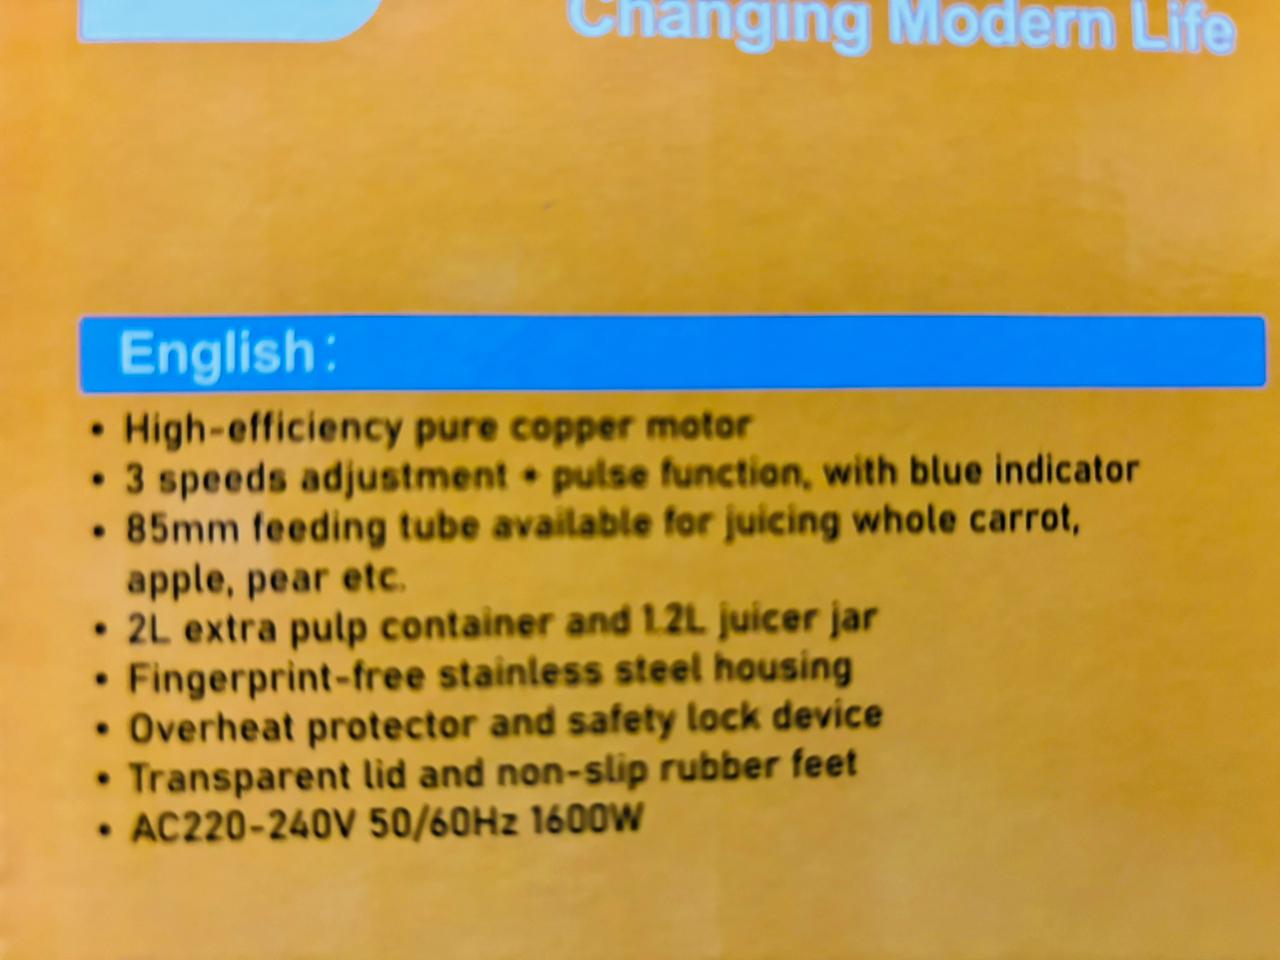 Changing Modern Life
English:
• High-efficiency pure copper motor
• 3 speeds adjustment + pulse function, with blue indicator
• 85mm feeding tube available for juicing whole carrot,
apple, pear etc.
• 2L extra pulp container and 1.2L juicer jar
• Fingerprint-free stainless steel housing
• Overheat protector and safety lock device
• Transparent lid and non-slip rubber feet
• AC220-240V 50/60Hz 1600W